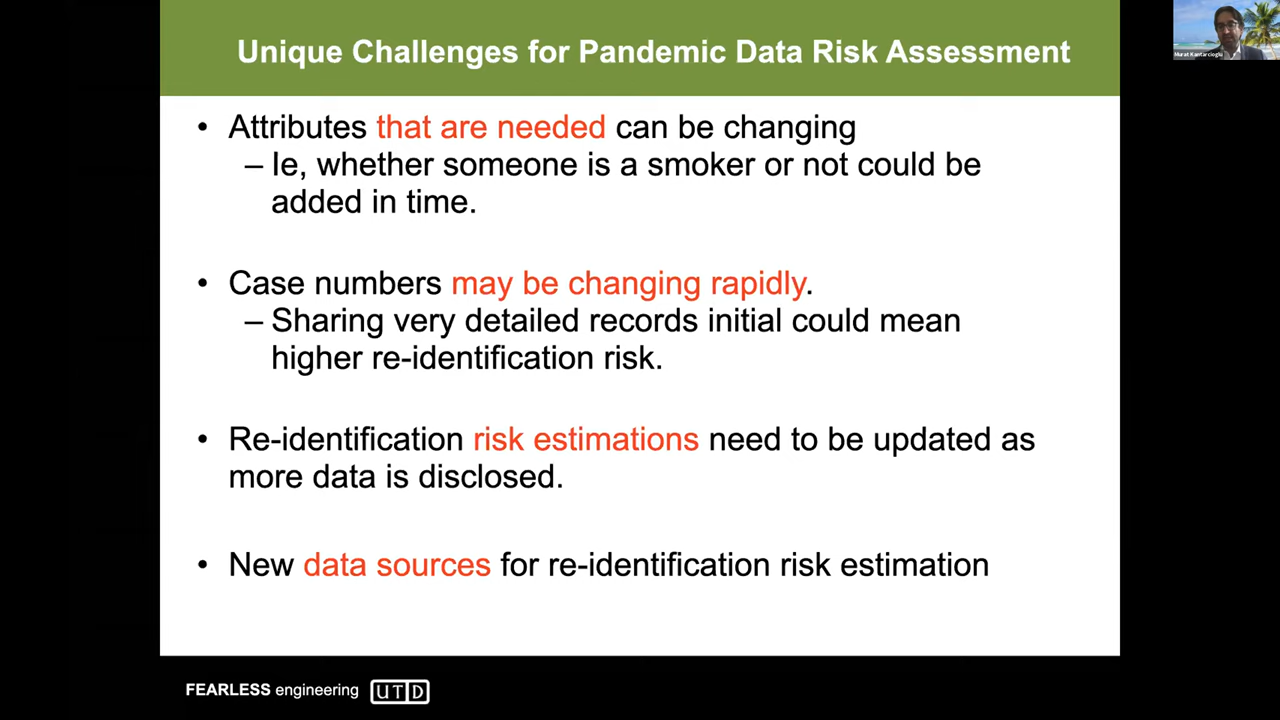 Unique Challenges for Pandemic Data Risk Assessment
Murat Kantarcioglu
• Attributes that are needed can be changing
– Ie, whether someone is a smoker or not could be
added in time.
• Case numbers may be changing rapidly.
– Sharing very detailed records initial could mean
higher re-identification risk.
• Re-identification risk estimations need to be updated as
more data is disclosed.
• New data sources for re-identification risk estimation
FEARLESS engineering UTD